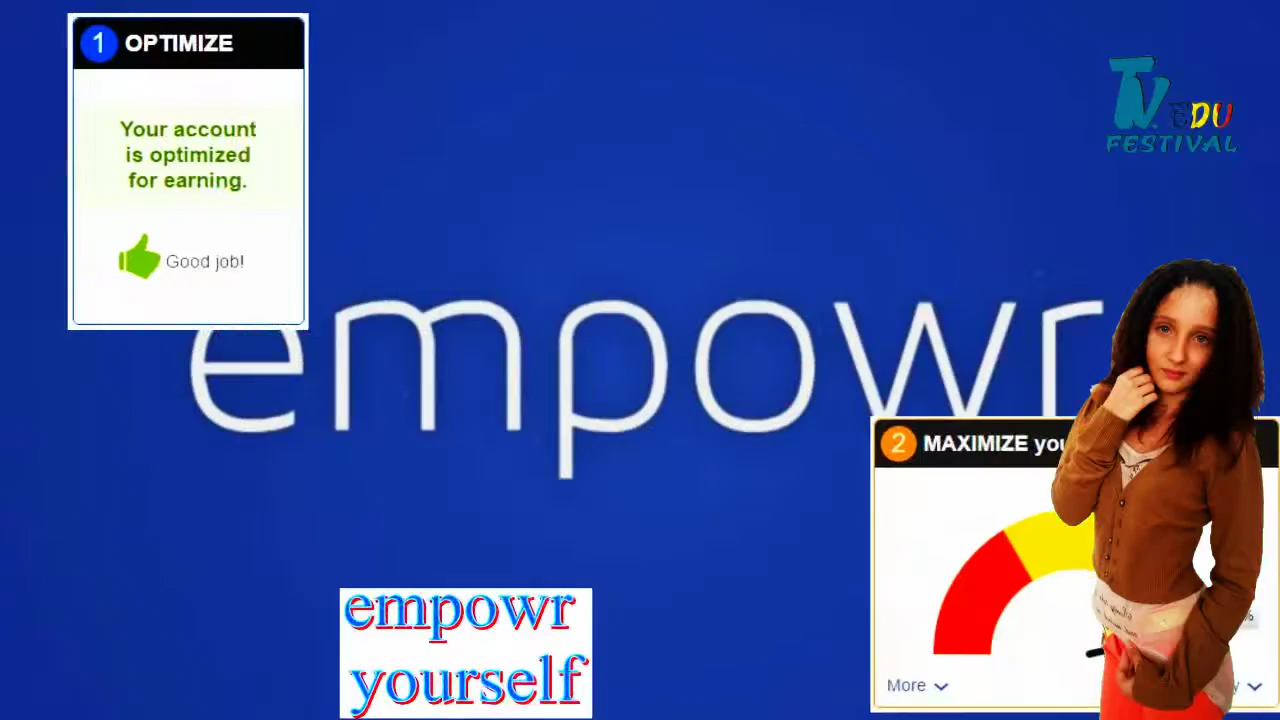 1 OPTIMIZE
Your account
is optimized
for earning.
Good job!
TV. EDU
FESTIVAL
empowr
2 MAXIMIZE you
More
y
%
empowr
yourself